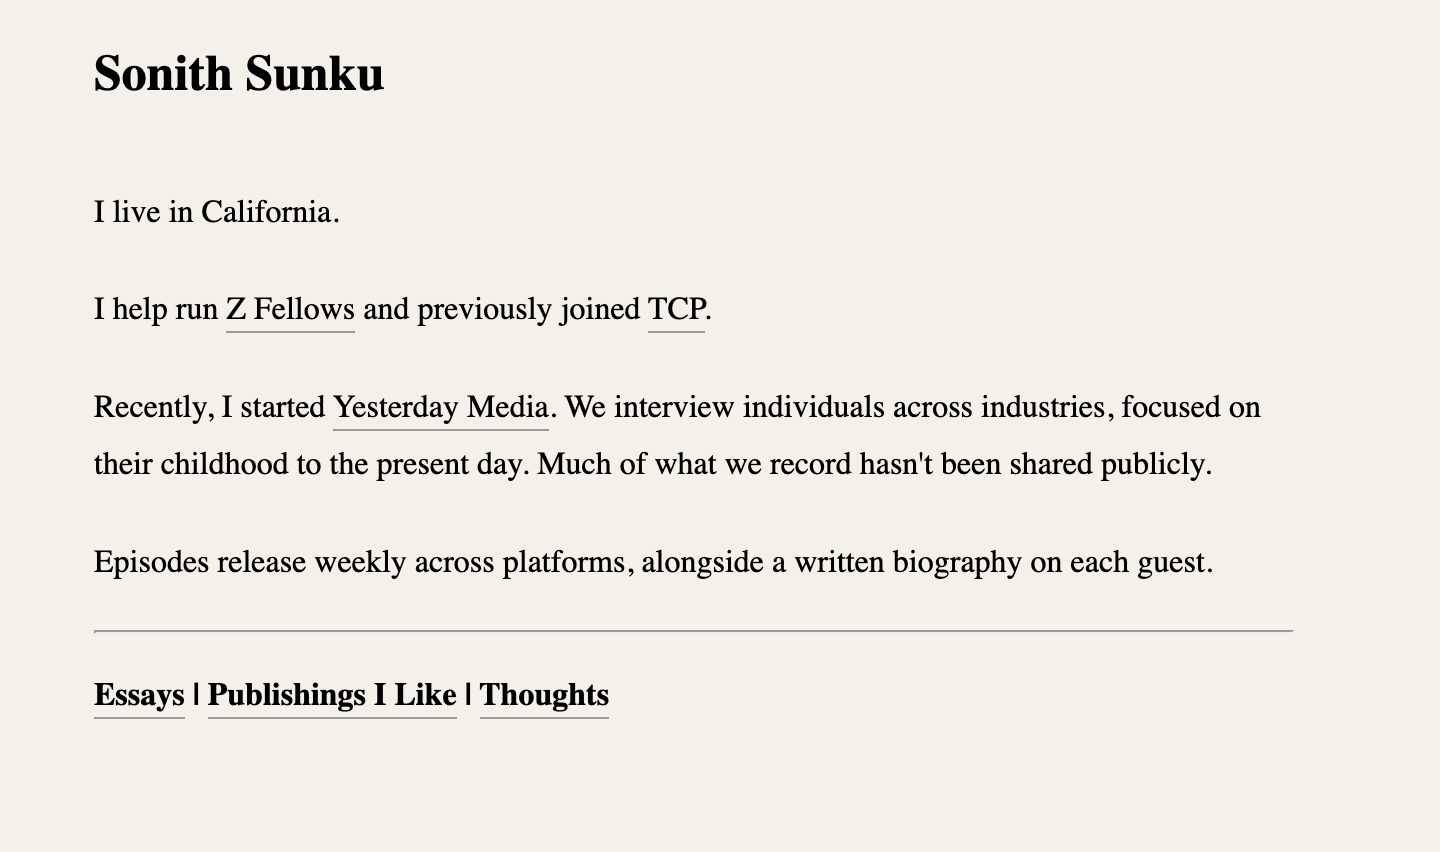 Sonith Sunku
I live in California.
I help run Z Fellows and previously joined TCP.
Recently, I started Yesterday Media. We interview individuals across industries, focused on
their childhood to the present day. Much of what we record hasn't been shared publicly.
Episodes release weekly across platforms, alongside a written biography on each guest.
Essays | Publishings I Like | Thoughts